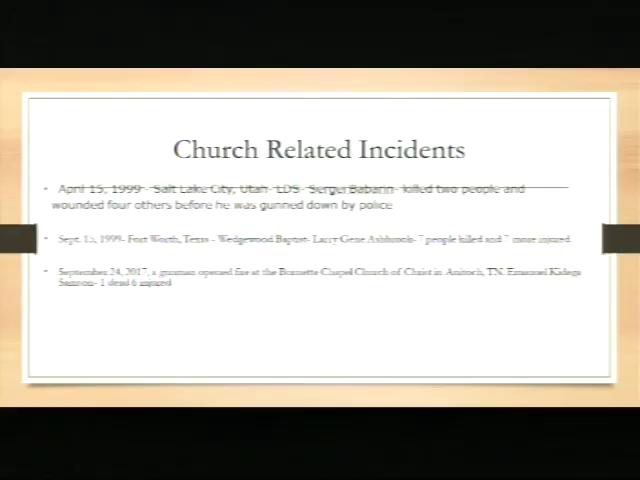 Church Related Incidents
• April 15, 1999- Salt Lake City, Utah- LDS- Sergei Babarin- killed two people and
wounded four others before he was gunned down by police
• Sept. 15, 1999- Fort Worth, Texas - Wedgewood Baptist- Larry Gene Ashbrook- 7 people killed and 7 more injured
• September 24, 2017, a gunman opened fire at the Burnette Chapel Church of Christ in Antioch, TN. Emanuel Kidega
Samson- 1 dead 6 injured